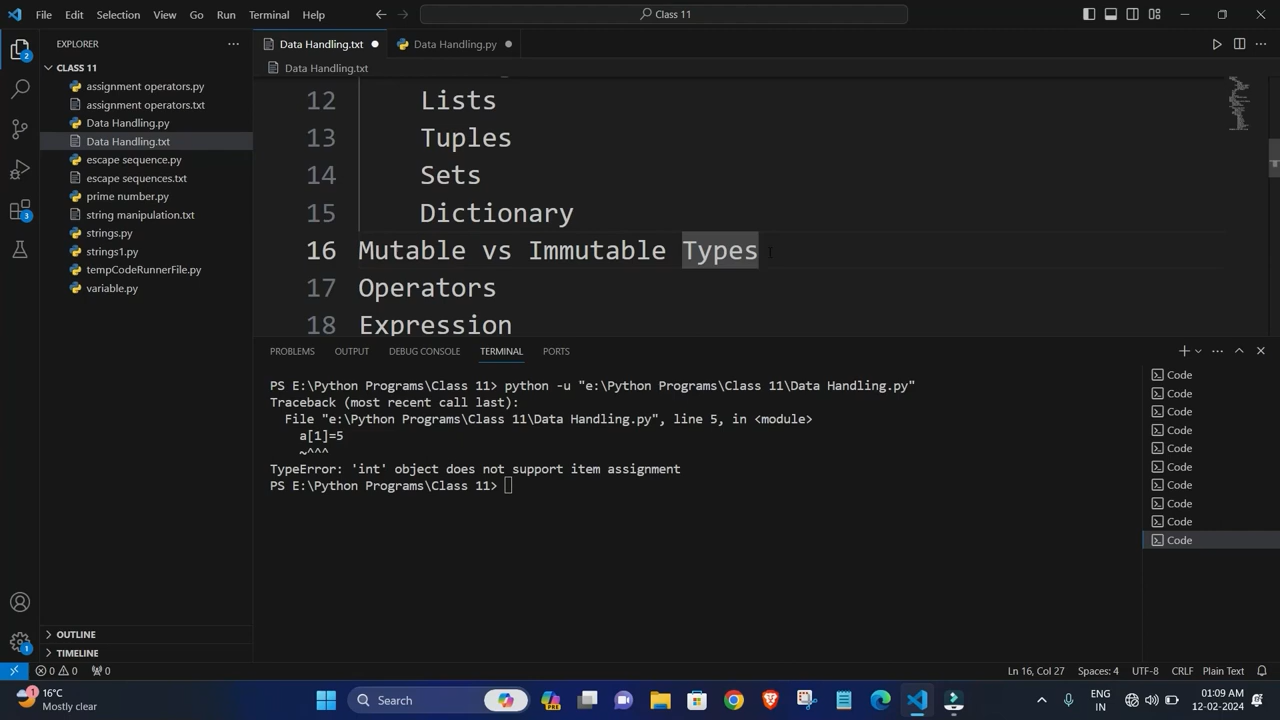 File Edit Selection View Go Run Terminal Help
Class 11
EXPLORER
Data Handling.txt
Data Handling.py
Data Handling.txt
CLASS 11
assignment operators.py
assignment operators.txt
Data Handling.py
Data Handling.txt
escape sequence.py
escape sequences.txt
prime number.py
string manipulation.txt
strings.py
strings1.py
tempCodeRunnerFile.py
variable.py
2
3
12 Lists
13 Tuples
14 Sets
15 Dictionary
16 Mutable vs Immutable Types
17 Operators
18 Expression
PROBLEMS OUTPUT DEBUG CONSOLE TERMINAL PORTS
PS E:\Python Programs\Class 11> python -u "e:\Python Programs\Class 11\Data Handling.py"
Traceback (most recent call last):
File "e:\Python Programs\Class 11\Data Handling.py", line 5, in <module>
a[1]=5
~^^^
TypeError: 'int' object does not support item assignment
PS E:\Python Programs\Class 11>
Code
Code
Code
Code
Code
Code
Code
Code
Code
Code
OUTLINE
TIMELINE
1
0 0 0
Ln 16, Col 27 Spaces: 4 UTF-8 CRLF Plain Text
1
16°C
Mostly clear
Search
PRE
ENG
IN
01:09 AM
12-02-2024